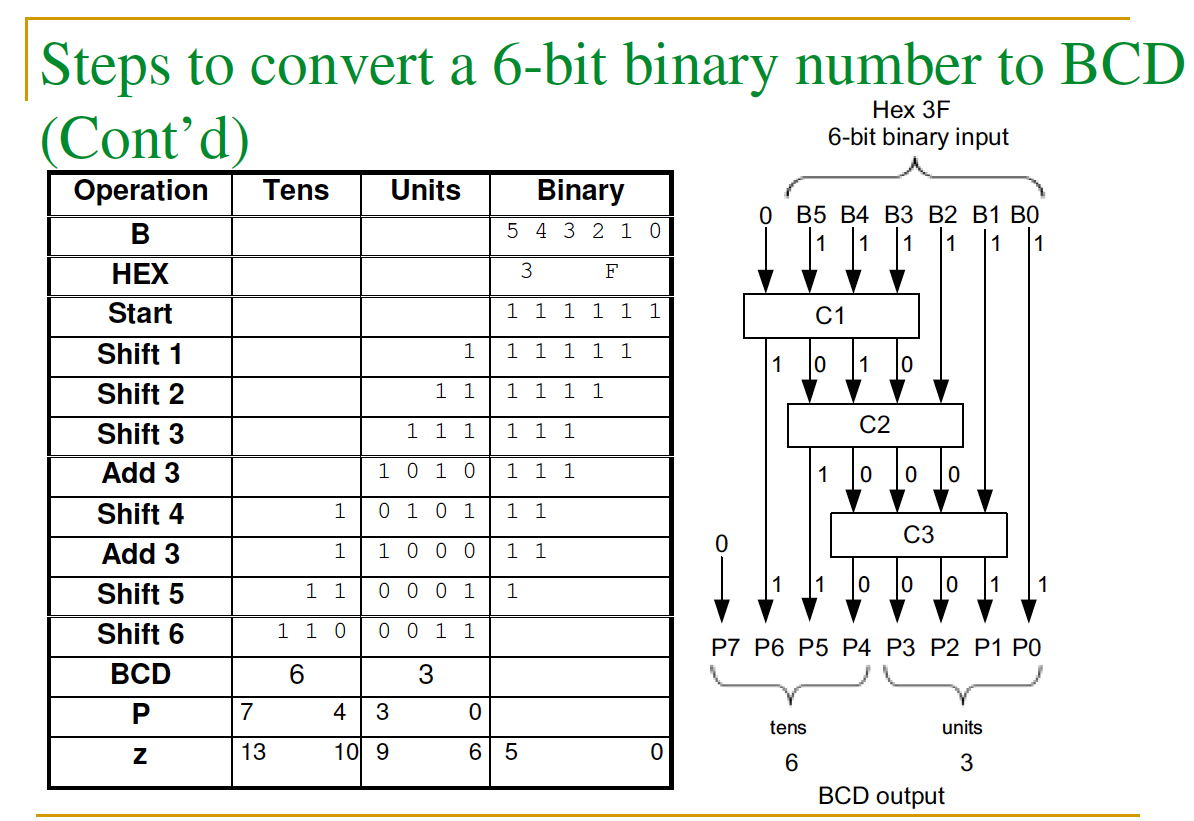 Steps to convert a 6-bit binary number to BCD
(Cont’d)
Operation Tens Units Binary
B 5 4 3 2 1 0
HEX 3 F
Start 1 1 1 1 1 1
Shift 1 1 1 1 1 1 1
Shift 2 1 1 1 1 1 1
Shift 3 1 1 1 1 1 1
Add 3 1 0 1 0 1 1 1
Shift 4 1 0 1 0 1 1 1
Add 3 1 1 0 0 0 1 1
Shift 5 1 1 0 0 0 1 1
Shift 6 1 1 0 0 0 1 1
BCD 6 3
P 7 4 3 0
z 13 10 9 6 5 0
Hex 3F
6-bit binary input
0 B5 B4 B3 B2 B1 B0
1 1 1 1 1 1
C1
1 0 1 0
C2
1 0 0 0
C3
0
1 1 0 0 0 1 1
P7 P6 P5 P4 P3 P2 P1 P0
tens units
6 3
BCD output